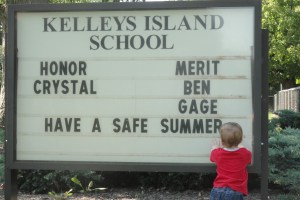 KELLEYS ISLAND
SCHOOL
HONOR MERIT
CRYSTAL BEN
GAGE
HAVE A SAFE SUMMER